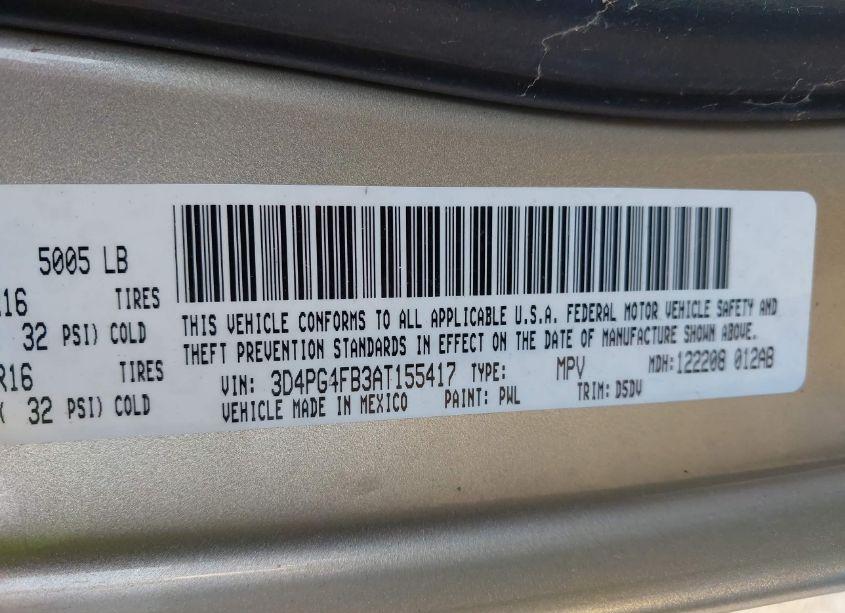 5005 LB
R16 TIRES
32 PSI) COLD
R16 TIRES
( 32 PSI) COLD
THIS VEHICLE CONFORMS TO ALL APPLICABLE U.S.A. FEDERAL MOTOR VEHICLE SAFETY AND
THEFT PREVENTION STANDARDS IN EFFECT ON THE DATE OF MANUFACTURE SHOWN ABOVE.
VIN: 3D4PG4FB3AT155417 TYPE: MPV MDH:122208 012AB
VEHICLE MADE IN MEXICO PAINT: PWL TRIM: D5DV